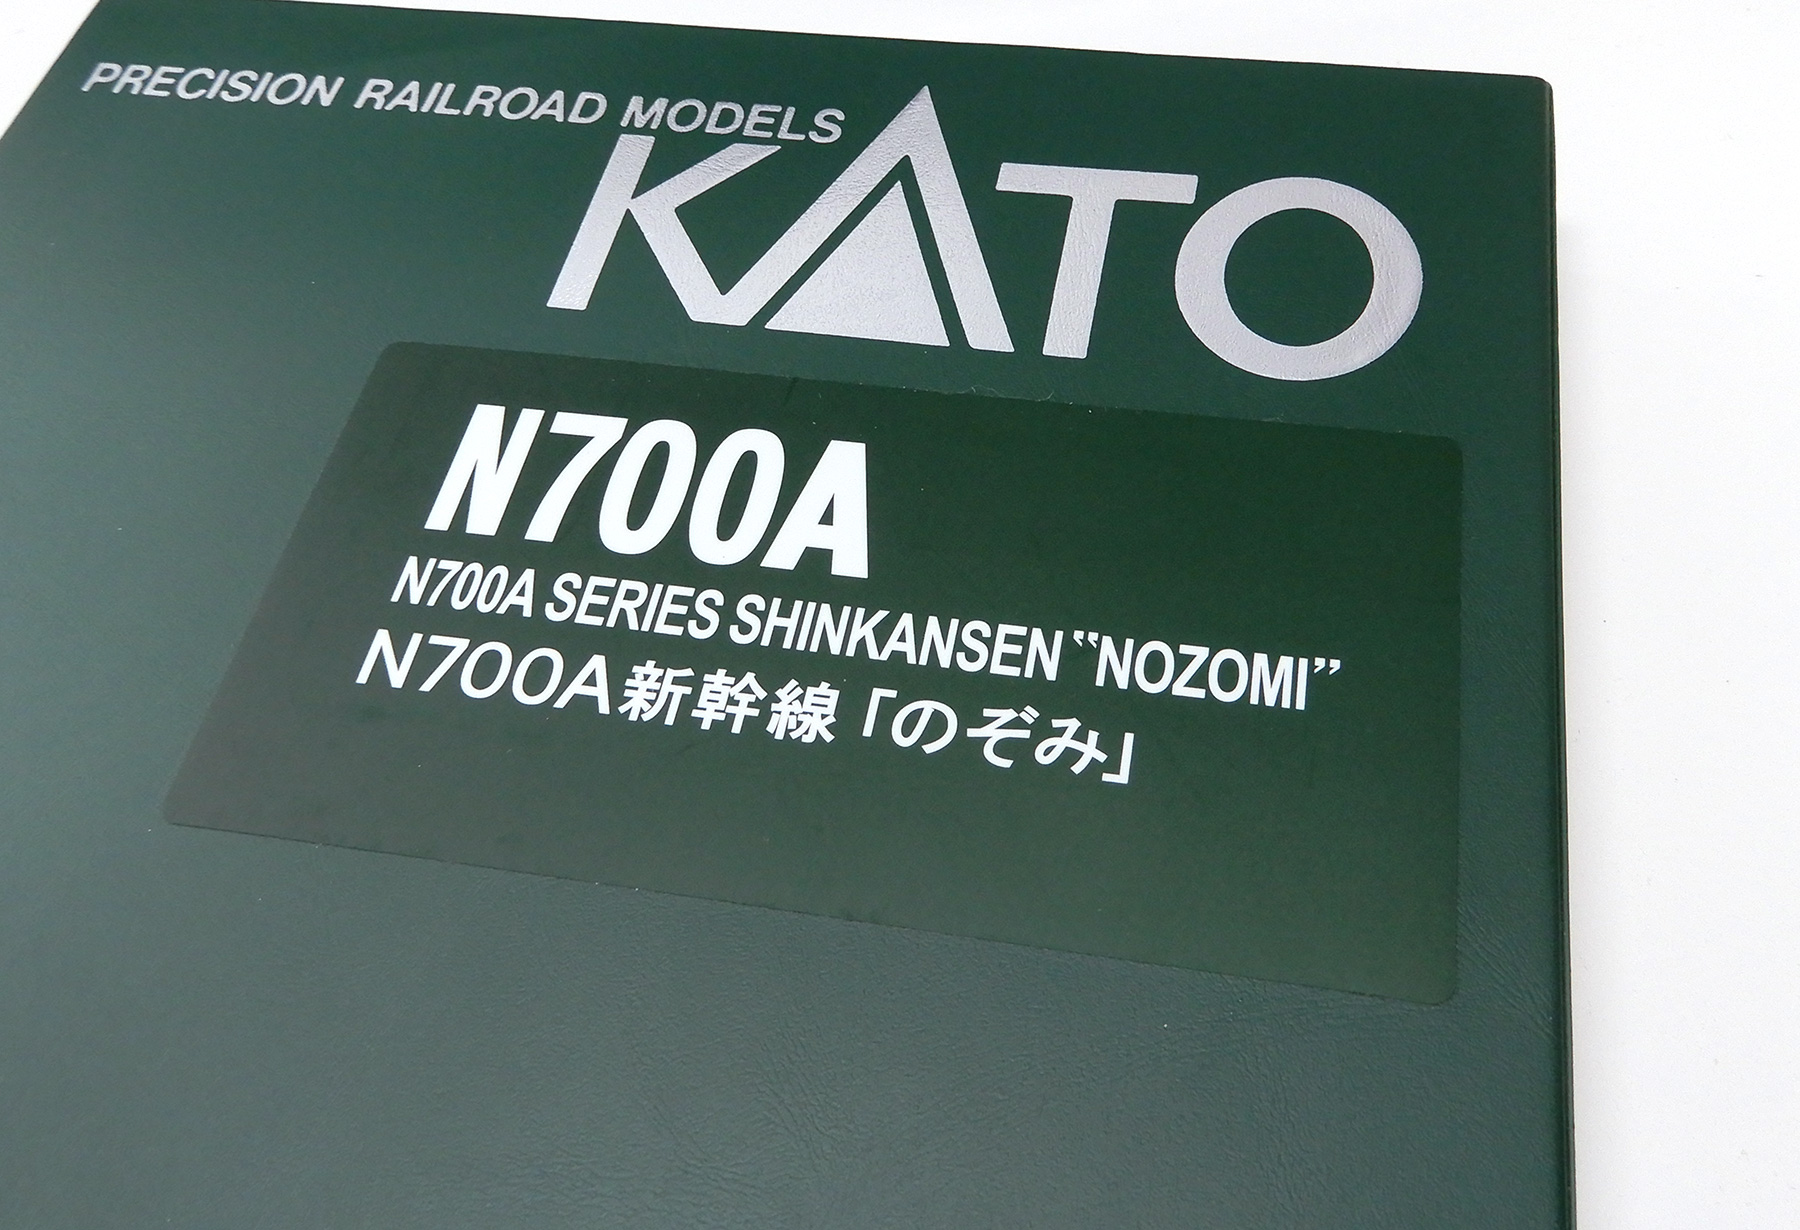 PRECISION RAILROAD MODELS
KATO
N700A
N700A SERIES SHINKANSEN “NOZOMI”
N700A新幹線「のぞみ」